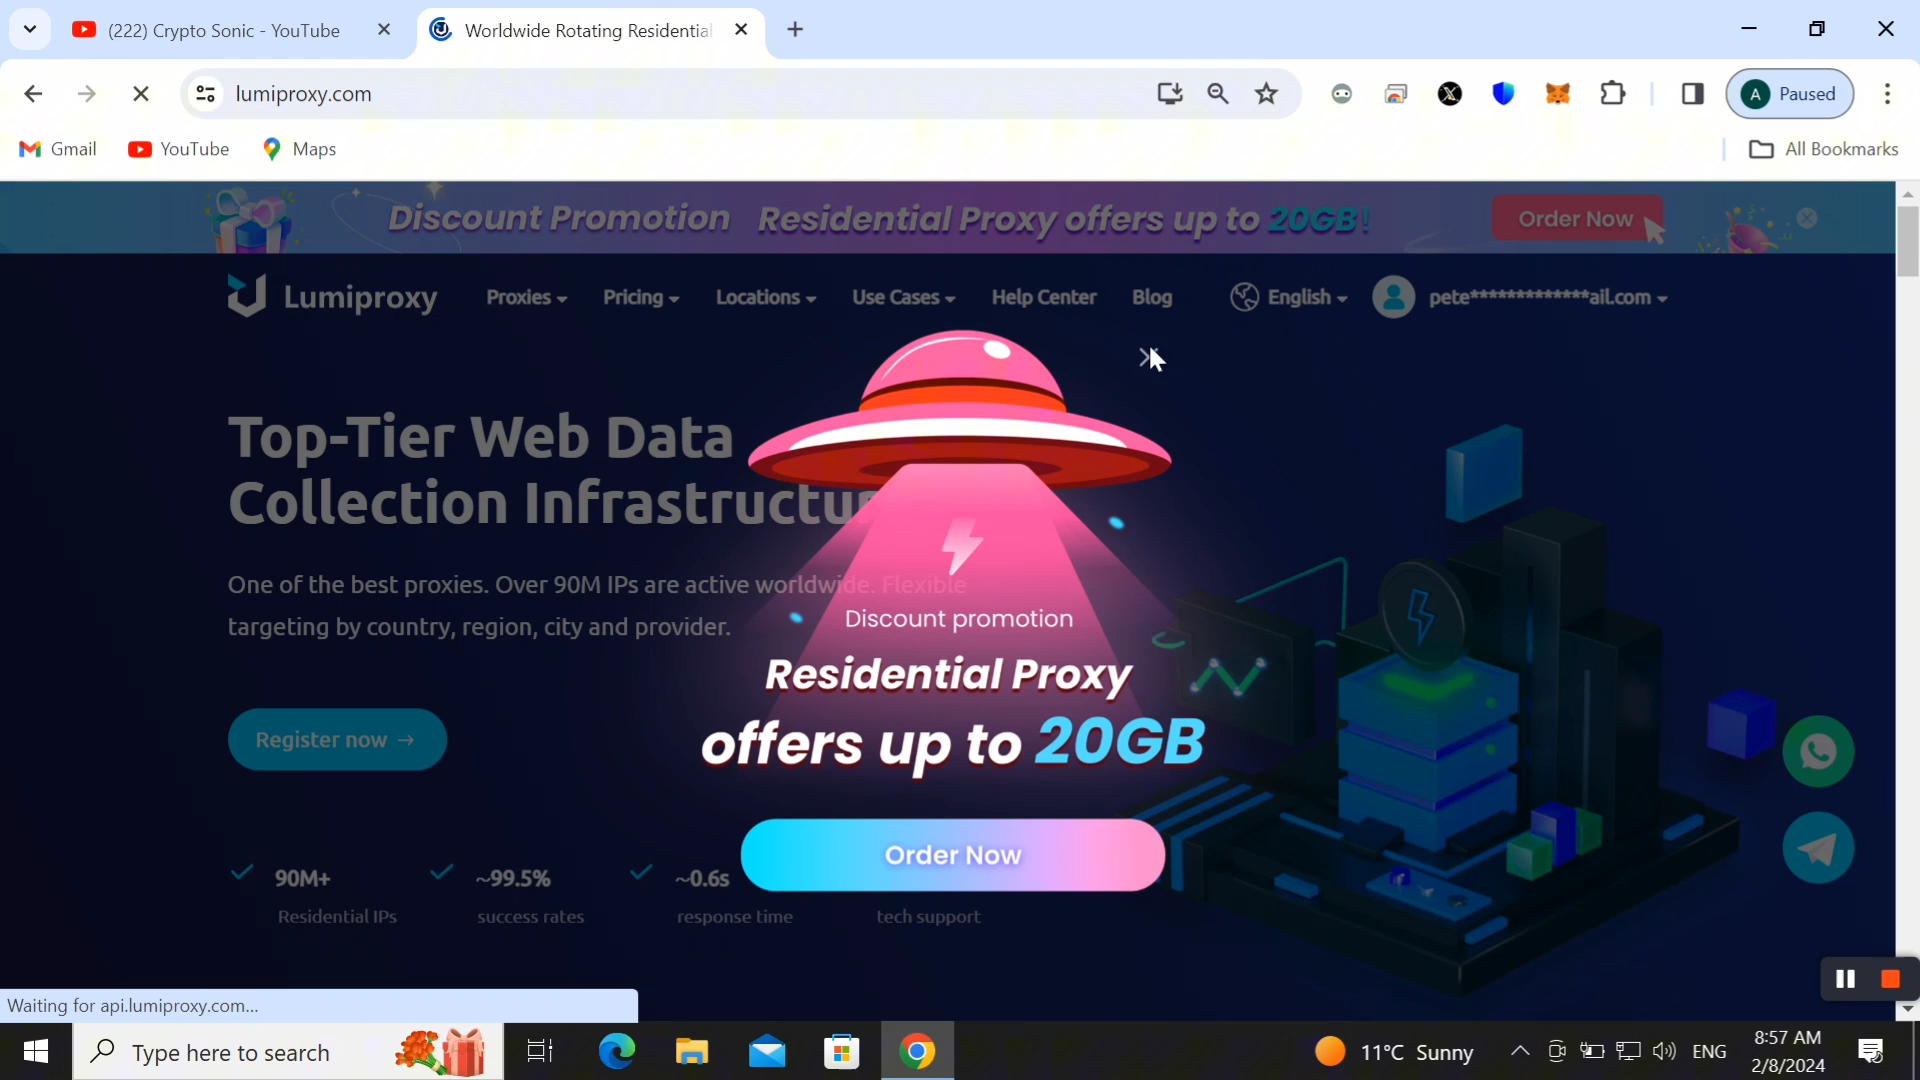 (222) Crypto Sonic - YouTube
Worldwide Rotating Residential
lumiproxy.com
A Paused
Gmail
YouTube
Maps
All Bookmarks
Discount Promotion Residential Proxy offers up to 20GB!
Order Now
Lumiproxy
Proxies
Pricing
Locations
Use Cases
Help Center
Blog
English
pete**************ail.com
Top-Tier Web Data
Collection Infrastructu
One of the best proxies. Over 90M IPs are active worldwide. Flexible
targeting by country, region, city and provider.
Register now →
Discount promotion
Residential Proxy
offers up to 20GB
Order Now
90M+
Residential IPs
~99.5%
success rates
~0.6s
response time
tech support
Waiting for api.lumiproxy.com...
Type here to search
11°C Sunny
ENG
8:57 AM
2/8/2024